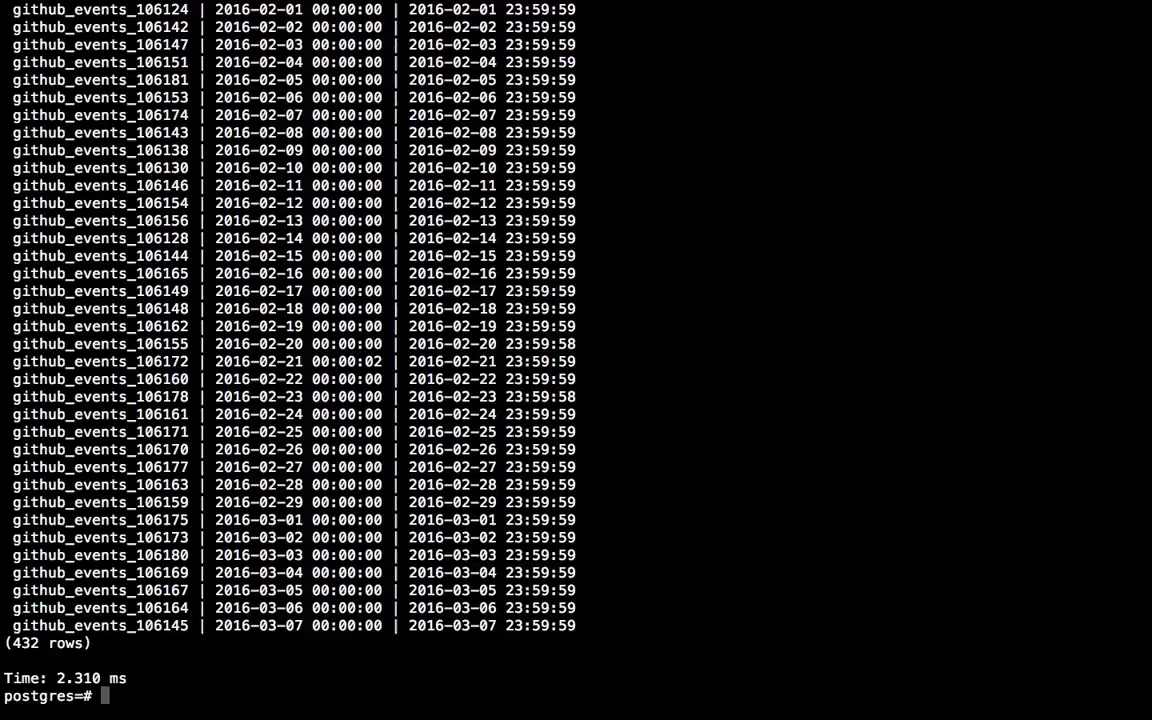 github_events_106124 | 2016-02-01 00:00:00 | 2016-02-01 23:59:59
github_events_106142 | 2016-02-02 00:00:00 | 2016-02-02 23:59:59
github_events_106147 | 2016-02-03 00:00:00 | 2016-02-03 23:59:59
github_events_106151 | 2016-02-04 00:00:00 | 2016-02-04 23:59:59
github_events_106181 | 2016-02-05 00:00:00 | 2016-02-05 23:59:59
github_events_106153 | 2016-02-06 00:00:00 | 2016-02-06 23:59:59
github_events_106174 | 2016-02-07 00:00:00 | 2016-02-07 23:59:59
github_events_106143 | 2016-02-08 00:00:00 | 2016-02-08 23:59:59
github_events_106138 | 2016-02-09 00:00:00 | 2016-02-09 23:59:59
github_events_106130 | 2016-02-10 00:00:00 | 2016-02-10 23:59:59
github_events_106146 | 2016-02-11 00:00:00 | 2016-02-11 23:59:59
github_events_106154 | 2016-02-12 00:00:00 | 2016-02-12 23:59:59
github_events_106156 | 2016-02-13 00:00:00 | 2016-02-13 23:59:59
github_events_106128 | 2016-02-14 00:00:00 | 2016-02-14 23:59:59
github_events_106144 | 2016-02-15 00:00:00 | 2016-02-15 23:59:59
github_events_106165 | 2016-02-16 00:00:00 | 2016-02-16 23:59:59
github_events_106149 | 2016-02-17 00:00:00 | 2016-02-17 23:59:59
github_events_106148 | 2016-02-18 00:00:00 | 2016-02-18 23:59:59
github_events_106162 | 2016-02-19 00:00:00 | 2016-02-19 23:59:59
github_events_106155 | 2016-02-20 00:00:00 | 2016-02-20 23:59:58
github_events_106172 | 2016-02-21 00:00:02 | 2016-02-21 23:59:59
github_events_106160 | 2016-02-22 00:00:00 | 2016-02-22 23:59:59
github_events_106178 | 2016-02-23 00:00:00 | 2016-02-23 23:59:58
github_events_106161 | 2016-02-24 00:00:00 | 2016-02-24 23:59:59
github_events_106171 | 2016-02-25 00:00:00 | 2016-02-25 23:59:59
github_events_106170 | 2016-02-26 00:00:00 | 2016-02-26 23:59:59
github_events_106177 | 2016-02-27 00:00:00 | 2016-02-27 23:59:59
github_events_106163 | 2016-02-28 00:00:00 | 2016-02-28 23:59:59
github_events_106159 | 2016-02-29 00:00:00 | 2016-02-29 23:59:59
github_events_106175 | 2016-03-01 00:00:00 | 2016-03-01 23:59:59
github_events_106173 | 2016-03-02 00:00:00 | 2016-03-02 23:59:59
github_events_106180 | 2016-03-03 00:00:00 | 2016-03-03 23:59:59
github_events_106169 | 2016-03-04 00:00:00 | 2016-03-04 23:59:59
github_events_106167 | 2016-03-05 00:00:00 | 2016-03-05 23:59:59
github_events_106164 | 2016-03-06 00:00:00 | 2016-03-06 23:59:59
github_events_106145 | 2016-03-07 00:00:00 | 2016-03-07 23:59:59
(432 rows)
Time: 2.310 ms
postgres=#